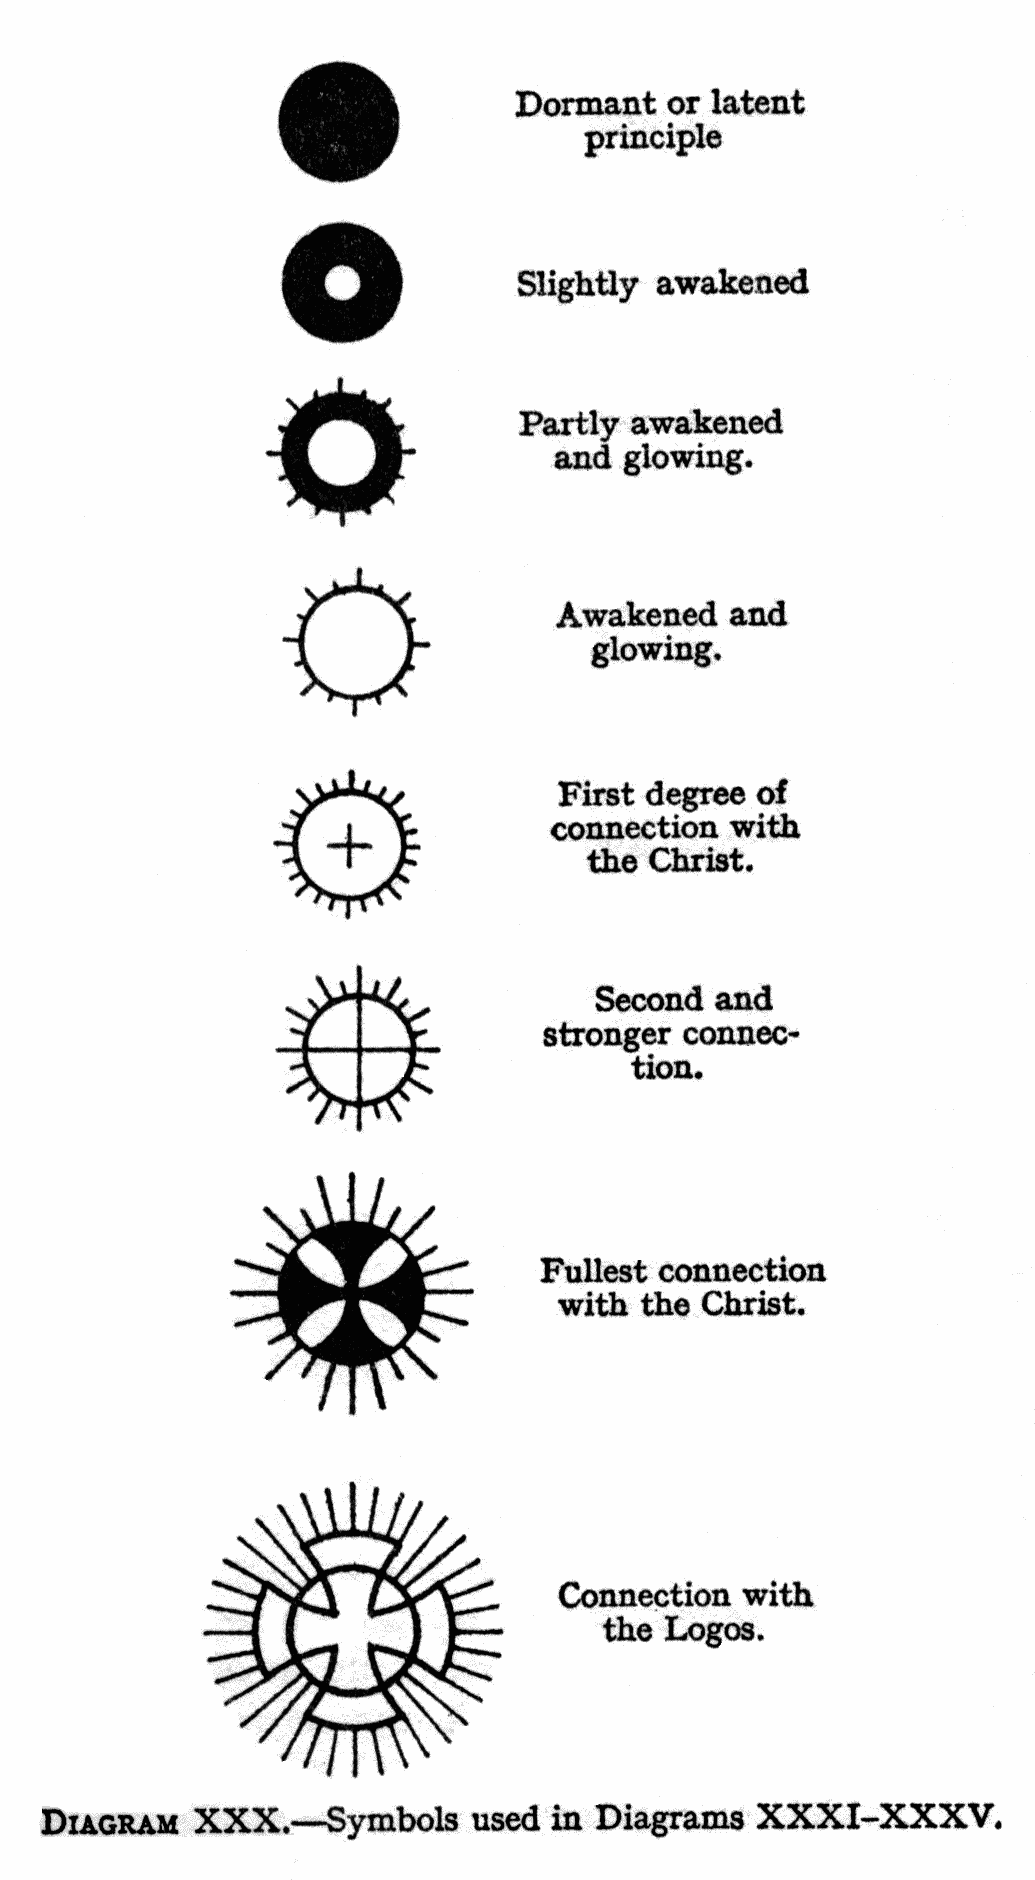 Dormant or latent
principle
Slightly awakened
Partly awakened
and glowing.
Awakened and
glowing.
First degree of
connection with
the Christ.
Second and
stronger connec-
tion.
Fullest connection
with the Christ.
Connection with
the Logos.
DIAGRAM XXX.—Symbols used in Diagrams XXXI–XXXV.